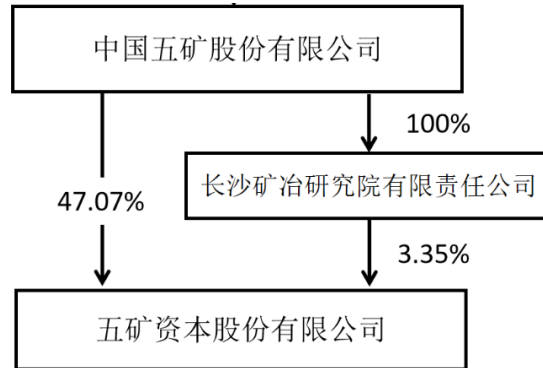 中国五矿股份有限公司
100%
长沙矿冶研究院有限责任公司
47.07%
3.35%
五矿资本股份有限公司